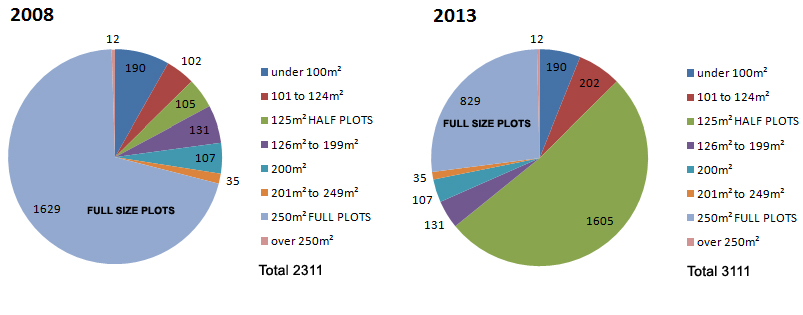 2008
12
190
102
105
131
107
35
1629
FULL SIZE PLOTS
under 100m²
101 to 124m²
125m² HALF PLOTS
126m² to 199m²
200m²
201m² to 249m²
250m² FULL PLOTS
over 250m²
Total 2311
2013
12
190
202
829
FULL SIZE PLOTS
35
107
131
1605
under 100m²
101 to 124m²
125m² HALF PLOTS
126m² to 199m²
200m²
201m² to 249m²
250m² FULL PLOTS
over 250m²
Total 3111